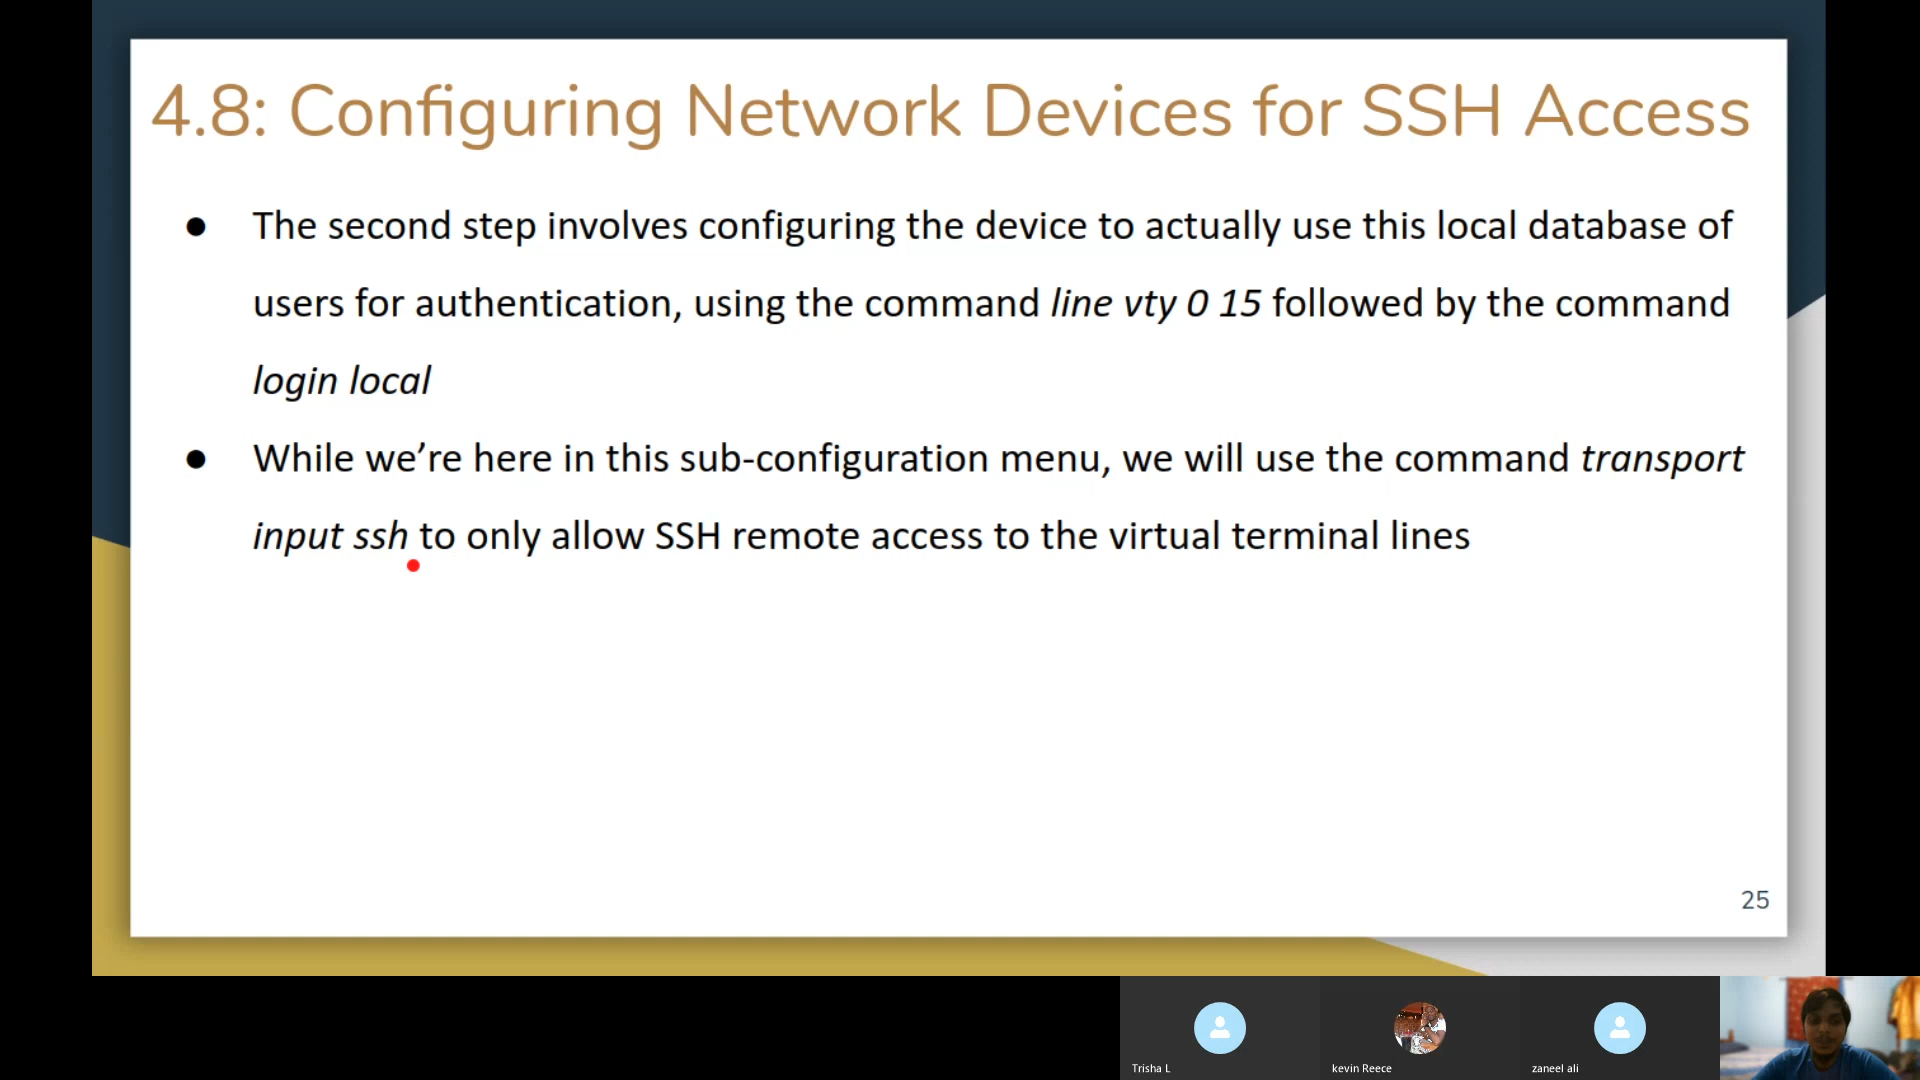 4.8: Configuring Network Devices for SSH Access
● The second step involves configuring the device to actually use this local database of
users for authentication, using the command line vty 0 15 followed by the command
login local
● While we’re here in this sub-configuration menu, we will use the command transport
input ssh to only allow SSH remote access to the virtual terminal lines
25
Trisha L
kevin Reece
zaneel ali